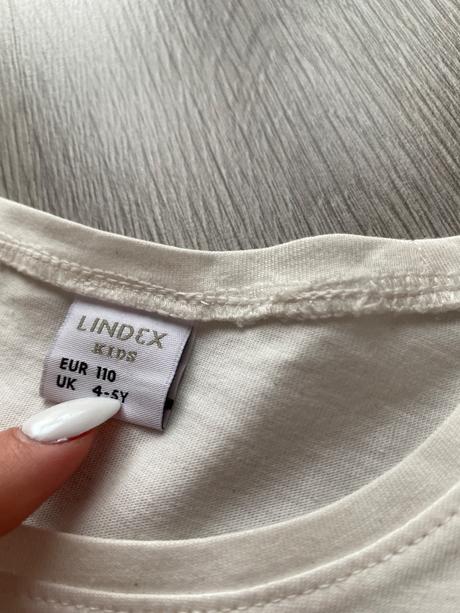 LINDEX
KIDS
EUR 110
UK 4-5Y